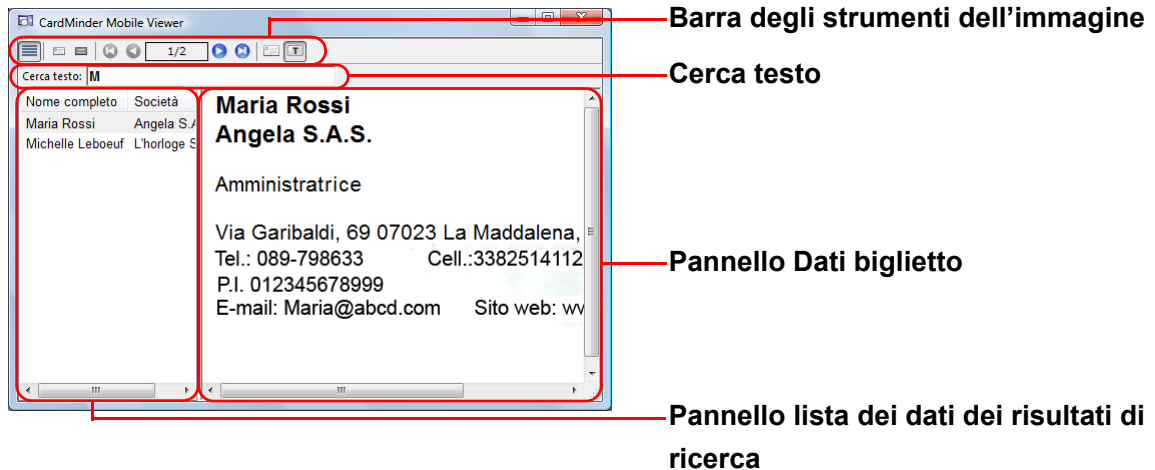 CardMinder Mobile Viewer
1/2
T
Cerca testo: M
Nome completo Società
Maria Rossi Angela S.A
Michelle Leboeuf L'horloge S
Maria Rossi
Angela S.A.S.
Amministratrice
Via Garibaldi, 69 07023 La Maddalena,
Tel.: 089-798633 Cell.:3382514112
P.I. 012345678999
E-mail: Maria@abcd.com Sito web: wv
Barra degli strumenti dell'immagine
Cerca testo
Pannello Dati biglietto
Pannello lista dei dati dei risultati di
ricerca